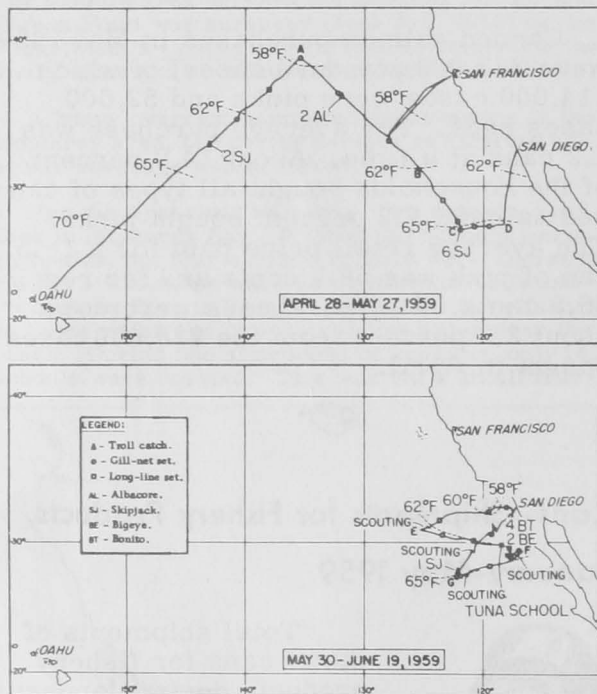 40°
SAN FRANCISCO
58°F
A
58°F
2 AL
62°F
2 SJ
SAN DIEGO
62°F
B
62°F
65°F
30°
70°F
65°F
C
D
6 SJ
OAHU
20°
150°
140°
130°
120°
20°
APRIL 28-MAY 27, 1959
40°
SAN FRANCISCO
LEGEND:
A - Troll catch.
o - Gill-net set.
□ - Long-line set.
AL - Albacore.
SJ - Skipjack.
BE - Bigeye.
BT - Bonito.
58°F
62°F
60°F
SAN DIEGO
E
SCOUTING
4 BT
2 BE
30°
SCOUTING
F
1 SJ
65°F
G
SCOUTING
SCOUTING
TUNA SCHOOL
OAHU
20°
150°
140°
130°
120°
20°
MAY 30-JUNE 19, 1959